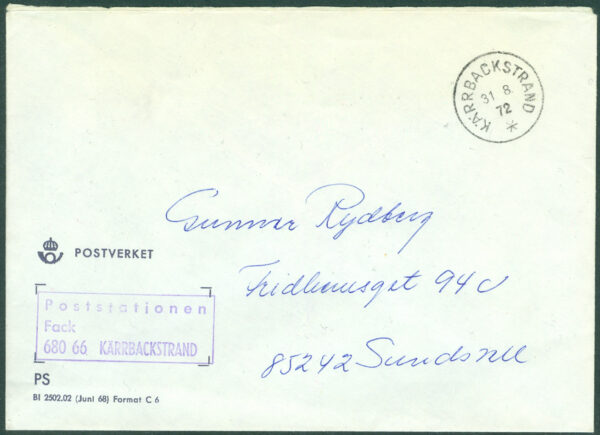 KÄRRBACKSTRAND
31 8
72
*
Gunnar Rydberg
Fridhemsgat 94 C
85242 Sundsvall
POSTVERKET
Poststationen
Fack
680 66 KÄRRBACKSTRAND
PS
Bl 2502.02 (Juni 68) Format C 6